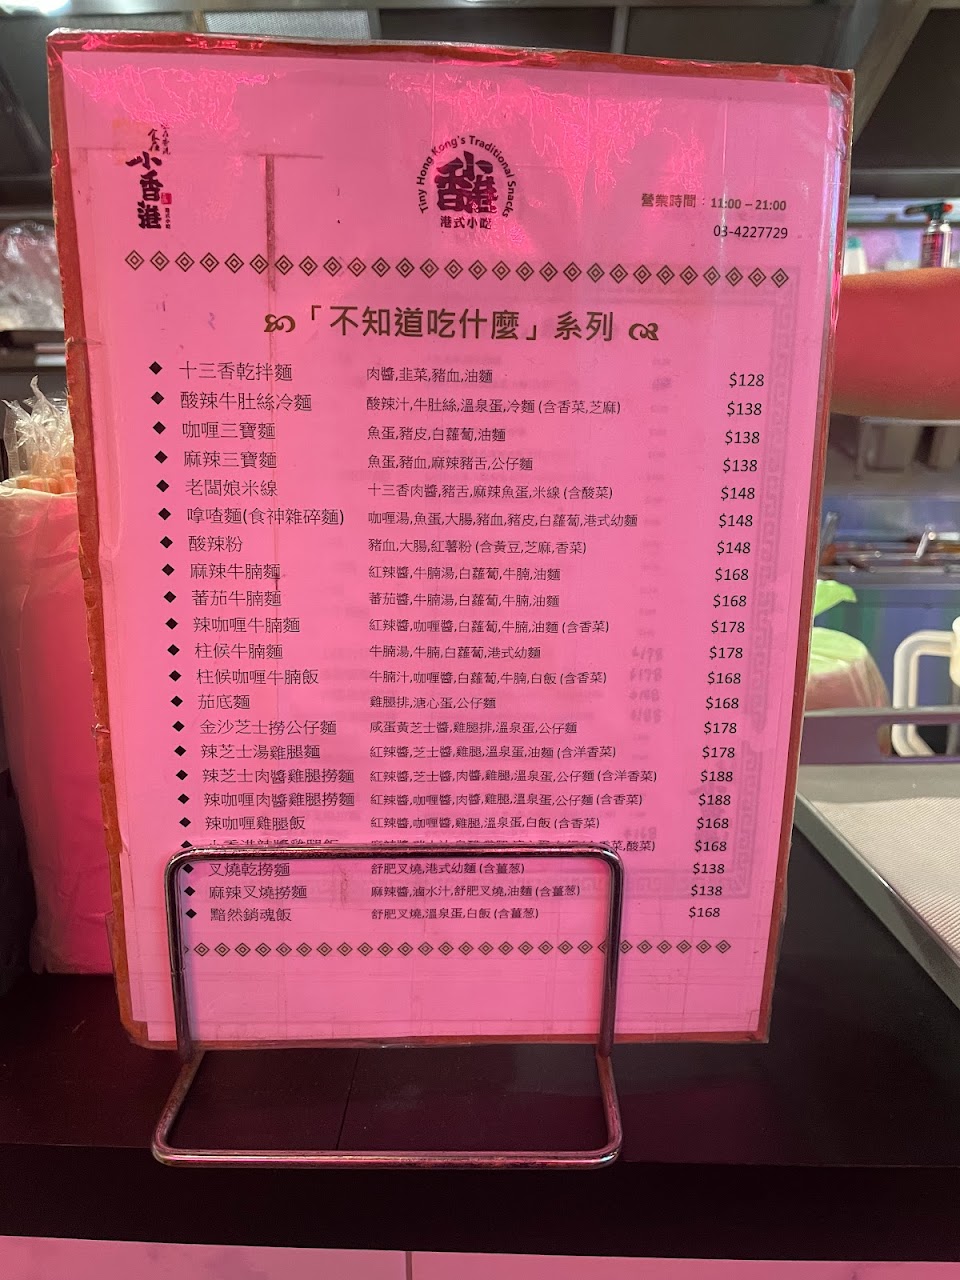 小香港
Tiny Hong Kong's Traditional Snacks
小香港
港式小吃
營業時間：11:00 – 21:00
03-4227729
「不知道吃什麼」系列
十三香乾拌麵 肉醬,韭菜,豬血,油麵 $128
酸辣牛肚絲冷麵 酸辣汁,牛肚絲,溫泉蛋,冷麵 (含香菜,芝麻) $138
咖喱三寶麵 魚蛋,豬皮,白蘿蔔,油麵 $138
麻辣三寶麵 魚蛋,豬血,麻辣豬舌,公仔麵 $138
老闆娘米線 十三香肉醬,豬舌,麻辣魚蛋,米線 (含酸菜) $148
嗱喳麵(食神雜碎麵) 咖喱湯,魚蛋,大腸,豬血,豬皮,白蘿蔔,港式幼麵 $148
酸辣粉 豬血,大腸,紅薯粉 (含黃豆,芝麻,香菜) $148
麻辣牛腩麵 紅辣醬,牛腩湯,白蘿蔔,牛腩,油麵 $168
蕃茄牛腩麵 蕃茄醬,牛腩湯,白蘿蔔,牛腩,油麵 $168
辣咖喱牛腩麵 紅辣醬,咖喱醬,白蘿蔔,牛腩,油麵 (含香菜) $178
柱候牛腩麵 牛腩湯,牛腩,白蘿蔔,港式幼麵 $178
柱候咖喱牛腩飯 牛腩汁,咖喱醬,白蘿蔔,牛腩,白飯 (含香菜) $168
茄底麵 雞腿排,溏心蛋,公仔麵 $168
金沙芝士撈公仔麵 咸蛋黃芝士醬,雞腿排,溫泉蛋,公仔麵 $178
辣芝士湯雞腿麵 紅辣醬,芝士醬,雞腿,溫泉蛋,油麵 (含洋香菜) $178
辣芝士肉醬雞腿撈麵 紅辣醬,芝士醬,肉醬,雞腿,溫泉蛋,公仔麵 (含洋香菜) $188
辣咖喱肉醬雞腿撈麵 紅辣醬,咖喱醬,肉醬,雞腿,溫泉蛋,公仔麵 (含香菜) $188
辣咖喱雞腿飯 紅辣醬,咖喱醬,雞腿,溫泉蛋,白飯 (含香菜) $168
小香港辣醬雞腿飯 香菜,酸菜) $168
叉燒乾撈麵 舒肥叉燒,港式幼麵 (含薑葱) $138
麻辣叉燒撈麵 麻辣醬,滷水汁,舒肥叉燒,油麵 (含薑葱) $138
黯然銷魂飯 舒肥叉燒,溫泉蛋,白飯 (含薑葱) $168